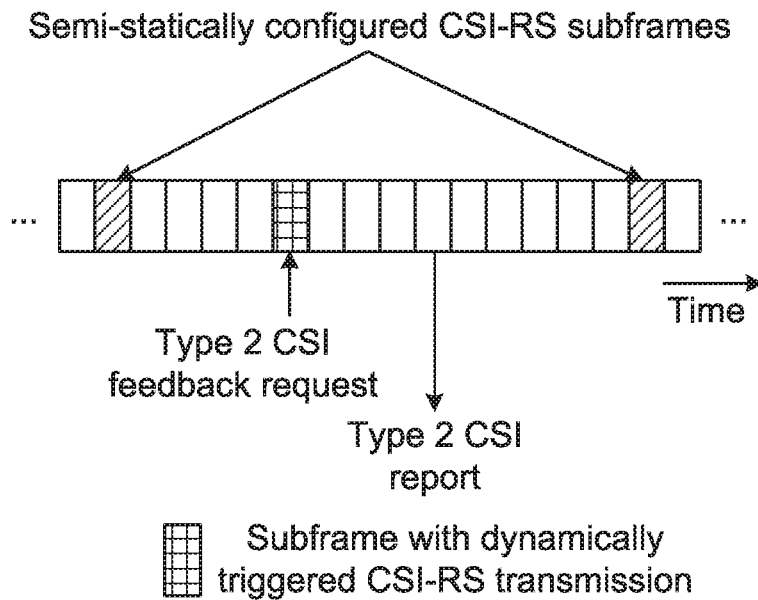 Semi-statically configured CSI-RS subframes
... ...
Time
Type 2 CSI
feedback request
Type 2 CSI
report
Subframe with dynamically
triggered CSI-RS transmission